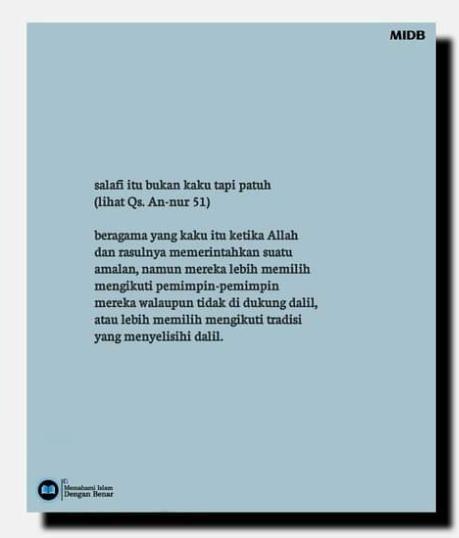 MIDB
salafi itu bukan kaku tapi patuh
(lihat Qs. An-nur 51)
beragama yang kaku itu ketika Allah
dan rasulnya memerintahkan suatu
amalan, namun mereka lebih memilih
mengikuti pemimpin-pemimpin
mereka walaupun tidak di dukung dalil,
atau lebih memilih mengikuti tradisi
yang menyelisihi dalil.
Memahami Islam
Dengan Benar